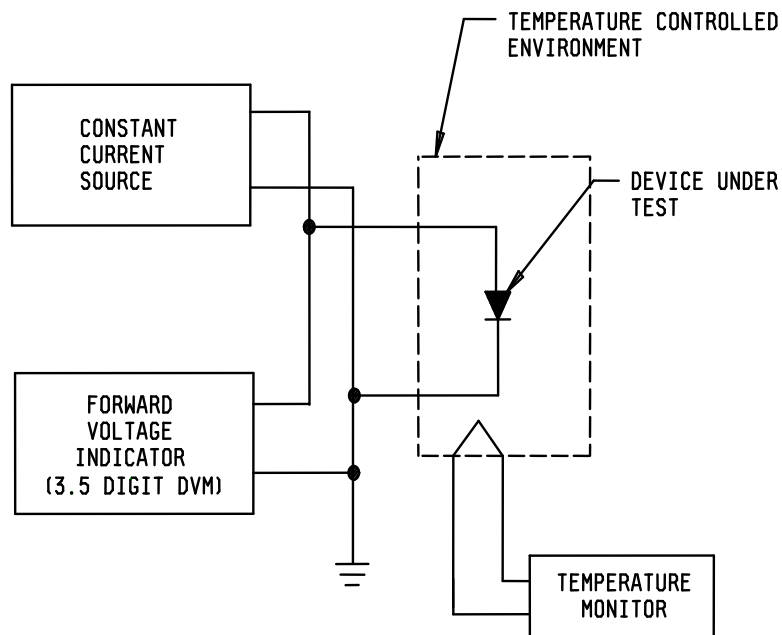 TEMPERATURE CONTROLLED
ENVIRONMENT
CONSTANT
CURRENT
SOURCE
DEVICE UNDER
TEST
FORWARD
VOLTAGE
INDICATOR
(3.5 DIGIT DVM)
TEMPERATURE
MONITOR